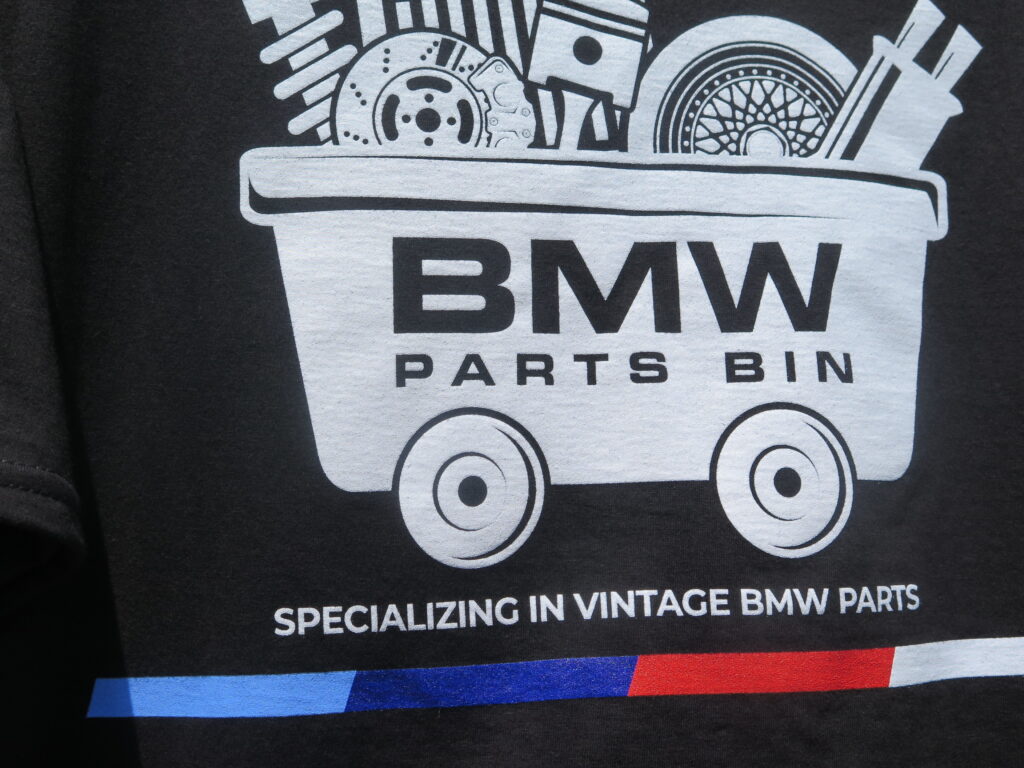 BMW
PARTS BIN
SPECIALIZING IN VINTAGE BMW PARTS